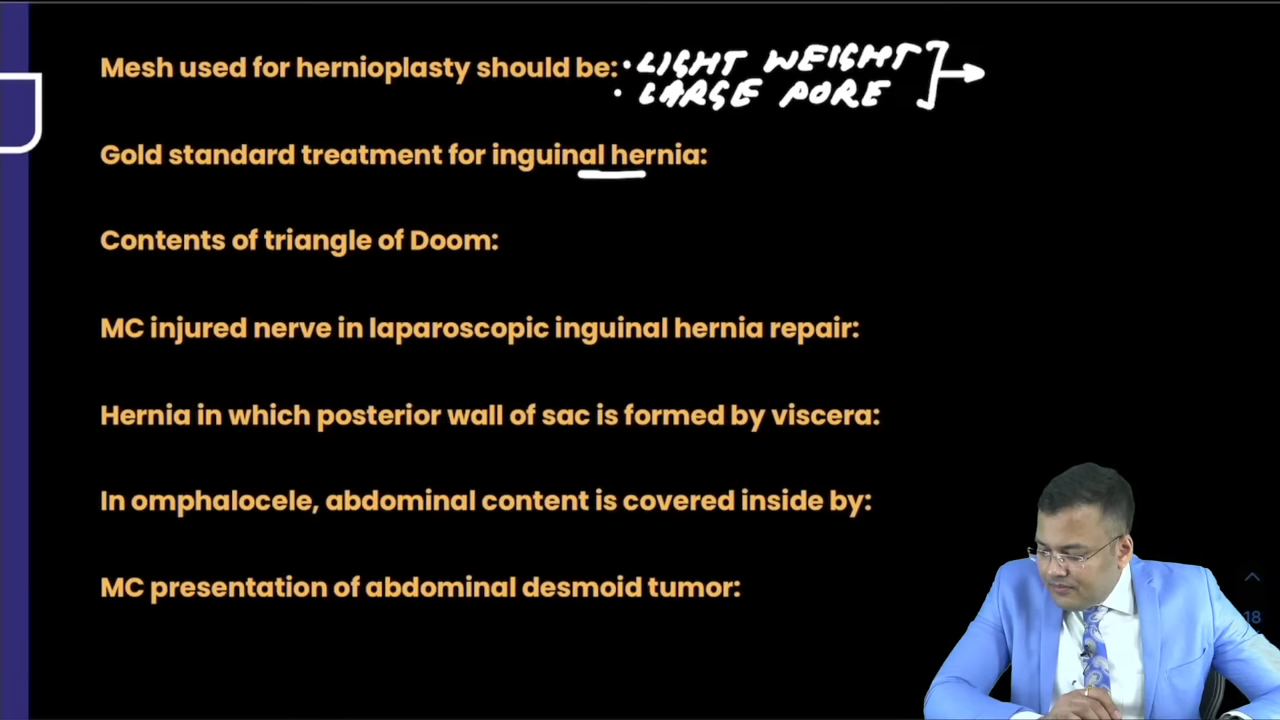 Mesh used for hernioplasty should be: • LIGHT WEIGHT
• LARGE PORE
Gold standard treatment for inguinal hernia:
Contents of triangle of Doom:
MC injured nerve in laparoscopic inguinal hernia repair:
Hernia in which posterior wall of sac is formed by viscera:
In omphalocele, abdominal content is covered inside by:
MC presentation of abdominal desmoid tumor:
18